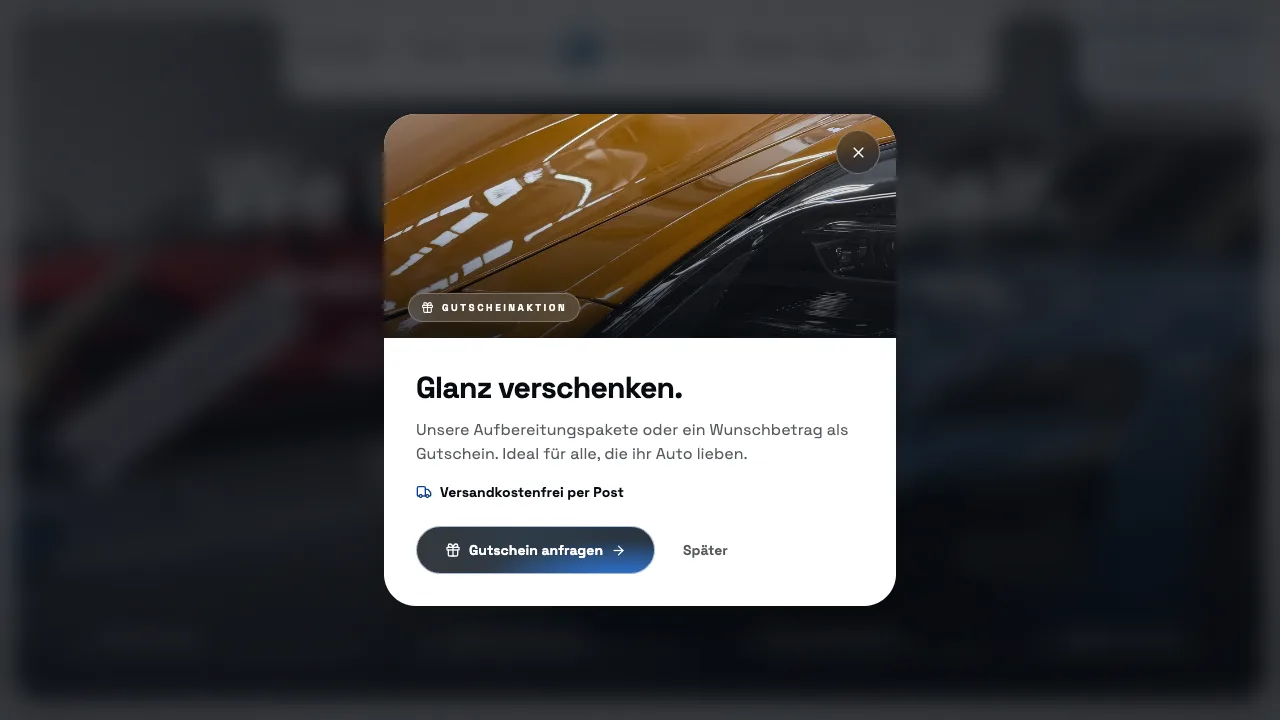 GUTSCHEINAKTION
Glanz verschenken.
Unsere Aufbereitungspakete oder ein Wunschbetrag als
Gutschein. Ideal für alle, die ihr Auto lieben.
Versandkostenfrei per Post
Gutschein anfragen
Später